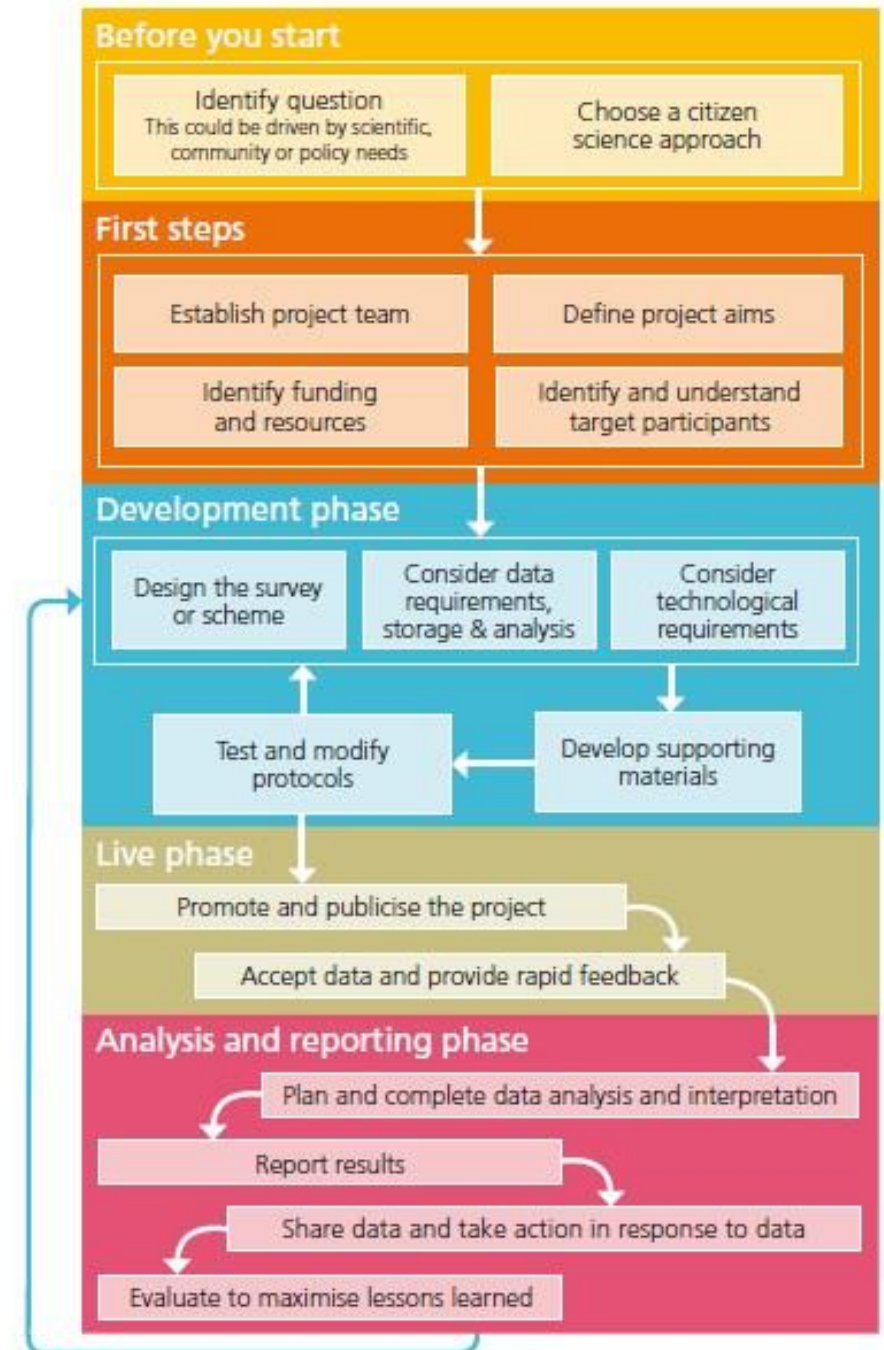 Before you start
Identify question
This could be driven by scientific,
community or policy needs
Choose a citizen
science approach
First steps
Establish project team
Define project aims
Identify funding
and resources
Identify and understand
target participants
Development phase
Design the survey
or scheme
Consider data
requirements,
storage & analysis
Consider
technological
requirements
Test and modify
protocols
Develop supporting
materials
Live phase
Promote and publicise the project
Accept data and provide rapid feedback
Analysis and reporting phase
Plan and complete data analysis and interpretation
Report results
Share data and take action in response to data
Evaluate to maximise lessons learned